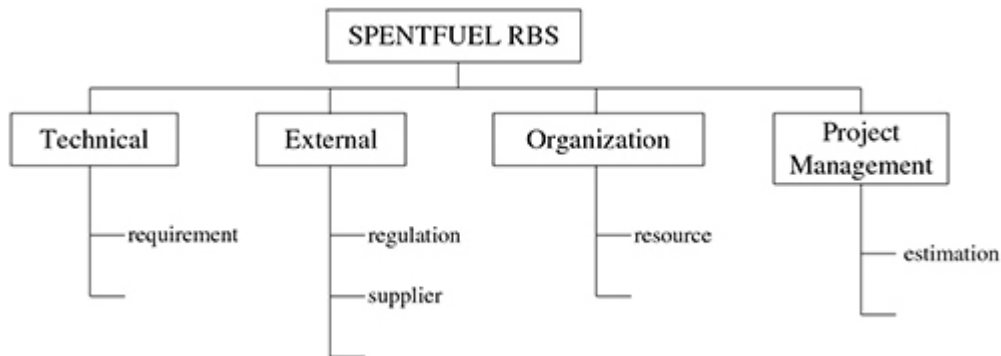 SPENTFUEL RBS
Technical
External
Organization
Project
Management
requirement
regulation
resource
estimation
supplier